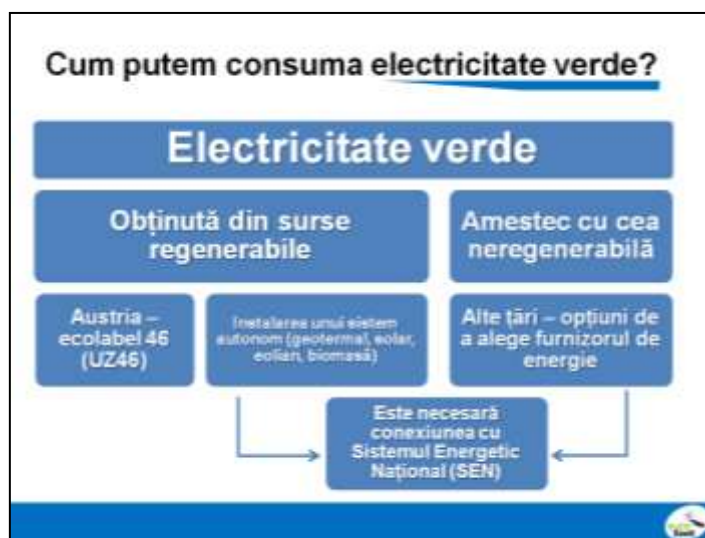 Cum putem consuma electricitate verde?
Electricitate verde
Obținută din surse
regenerabile
Amestec cu cea
neregenerabilă
Austria –
ecolabel 46
(UZ46)
Instalarea unui sistem
autonom (geotermal, solar,
eolian, biomasă)
Alte țări – opțiuni de
a alege furnizorul de
energie
Este necesară
conexiunea cu
Sistemul Energetic
Național (SEN)